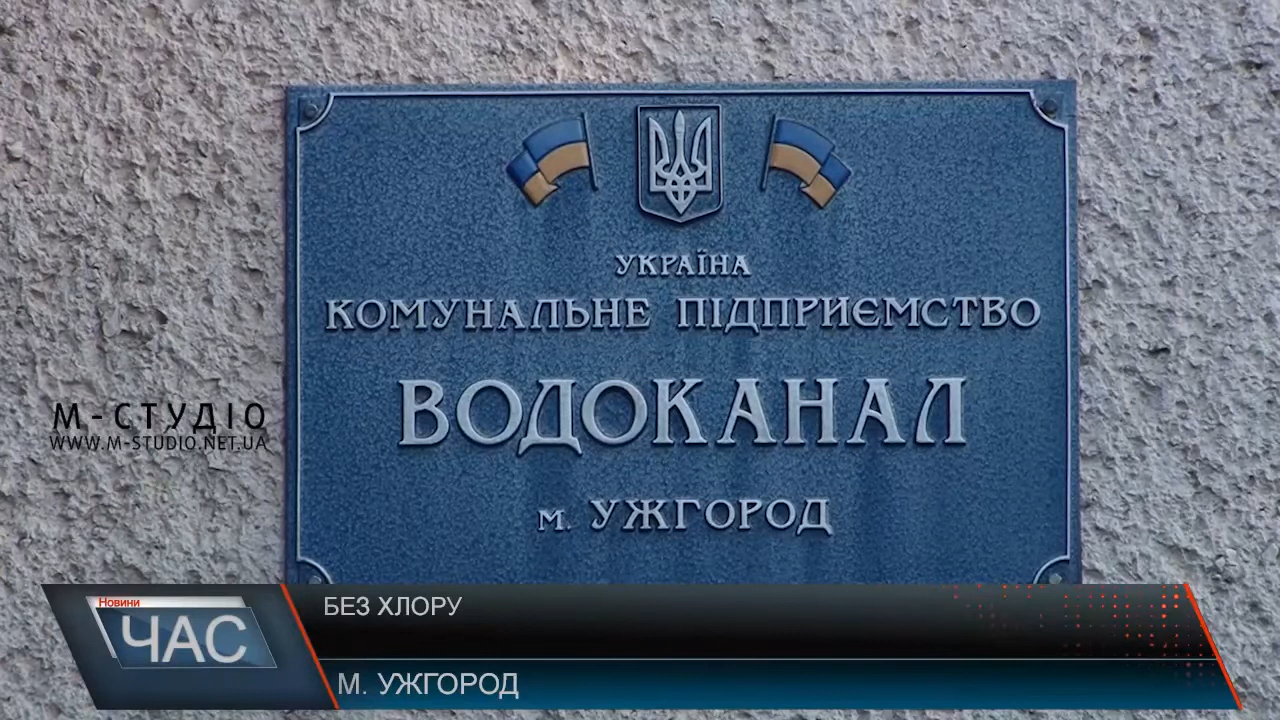 УКРАЇНА
КОМУНАЛЬНЕ ПІДПРИЄМСТВО
ВОДОКАНАЛ
м. УЖГОРОД
М-СТУДІО
WWW.M-STUDIO.NET.UA
Новини
ЧАС
БЕЗ ХЛОРУ
М. УЖГОРОД